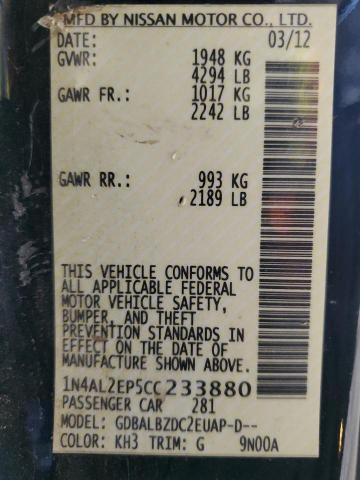 MFD BY NISSAN MOTOR CO., LTD.
DATE: 03/12
GVWR: 1948 KG
4294 LB
GAWR FR.: 1017 KG
2242 LB
GAWR RR.: 993 KG
2189 LB
THIS VEHICLE CONFORMS TO
ALL APPLICABLE FEDERAL
MOTOR VEHICLE SAFETY,
BUMPER, AND THEFT
PREVENTION STANDARDS IN
EFFECT ON THE DATE OF
MANUFACTURE SHOWN ABOVE.
1N4AL2EP5CC233880
PASSENGER CAR 281
MODEL: GDBALBZDC2EUAP-D--
COLOR: KH3 TRIM: G 9N00A